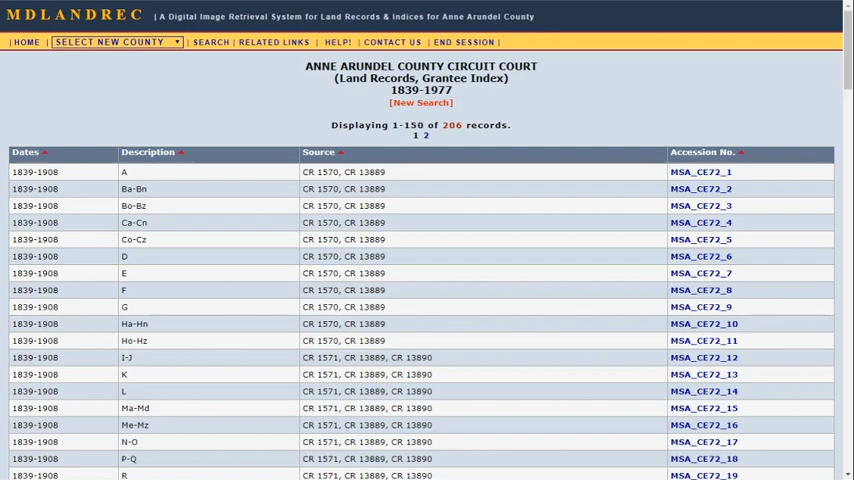 MDLANDREC | A Digital Image Retrieval System for Land Records & Indices for Anne Arundel County
| HOME | SELECT NEW COUNTY | SEARCH | RELATED LINKS | HELP! | CONTACT US | END SESSION |
ANNE ARUNDEL COUNTY CIRCUIT COURT
(Land Records, Grantee Index)
1839-1977
[New Search]
Displaying 1-150 of 206 records.
1 2
Dates Description Source Accession No.
1839-1908 A CR 1570, CR 13889 MSA_CE72_1
1839-1908 Ba-Bn CR 1570, CR 13889 MSA_CE72_2
1839-1908 Bo-Bz CR 1570, CR 13889 MSA_CE72_3
1839-1908 Ca-Cn CR 1570, CR 13889 MSA_CE72_4
1839-1908 Co-Cz CR 1570, CR 13889 MSA_CE72_5
1839-1908 D CR 1570, CR 13889 MSA_CE72_6
1839-1908 E CR 1570, CR 13889 MSA_CE72_7
1839-1908 F CR 1570, CR 13889 MSA_CE72_8
1839-1908 G CR 1570, CR 13889 MSA_CE72_9
1839-1908 Ha-Hn CR 1570, CR 13889 MSA_CE72_10
1839-1908 Ho-Hz CR 1570, CR 13889 MSA_CE72_11
1839-1908 I-J CR 1571, CR 13889, CR 13890 MSA_CE72_12
1839-1908 K CR 1571, CR 13889, CR 13890 MSA_CE72_13
1839-1908 L CR 1571, CR 13889, CR 13890 MSA_CE72_14
1839-1908 Ma-Md CR 1571, CR 13889, CR 13890 MSA_CE72_15
1839-1908 Me-Mz CR 1571, CR 13889, CR 13890 MSA_CE72_16
1839-1908 N-O CR 1571, CR 13889, CR 13890 MSA_CE72_17
1839-1908 P-Q CR 1571, CR 13889, CR 13890 MSA_CE72_18
1839-1908 R CR 1571, CR 13889, CR 13890 MSA_CE72_19